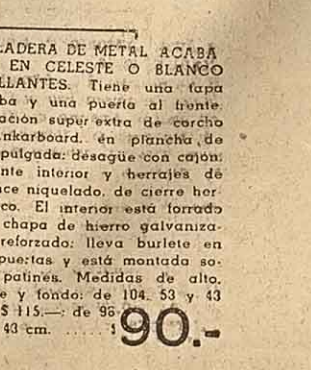 LADERA DE METAL ACABA
EN CELESTE O BLANCO
LLANTES. Tiene una tapa
ba y una puerta al frente.
ación super extra de corcho
nkarboard. en plancha de
pulgada: desagüe con cajón:
nte interior y herrajes de
nce niquelado. de cierre her-
co. El interior está forrado
chapa de hierro galvaniza-
reforzado: lleva burlete en
puertas y está montada so-
patines. Medidas de alto.
e y fondo: de 104. 53 y 43
$ 115.—: de 98
43 cm. ..... $ 90.-